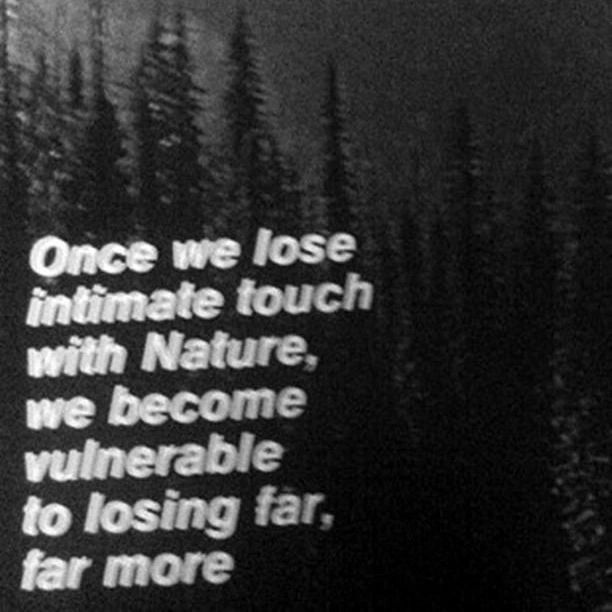 Once we lose
intimate touch
with Nature,
we become
vulnerable
to losing far,
far more